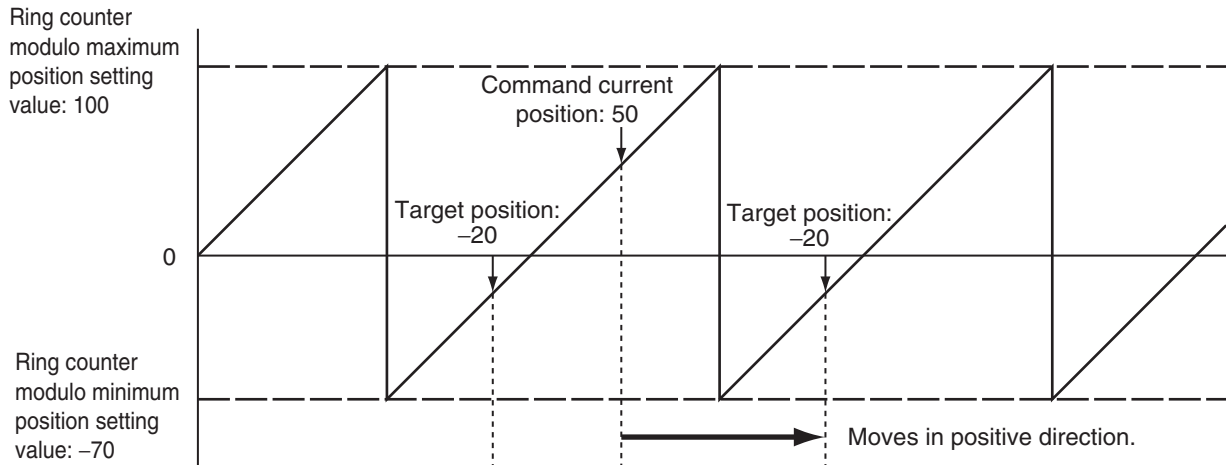 Ring counter
modulo maximum
position setting
value: 100
Command current
position: 50
Target position:
–20
Target position:
–20
0
Ring counter
modulo minimum
position setting
value: –70
Moves in positive direction.